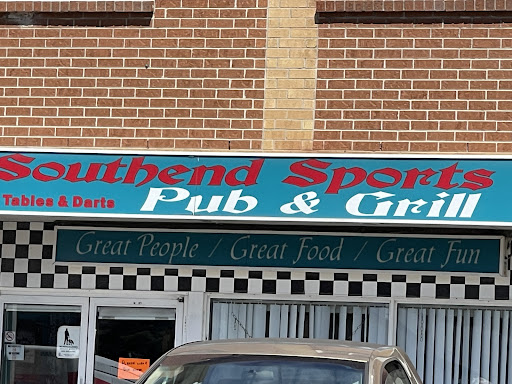 Southend Sports
Tables & Darts
Pub & Grill
Great People / Great Food / Great Fun